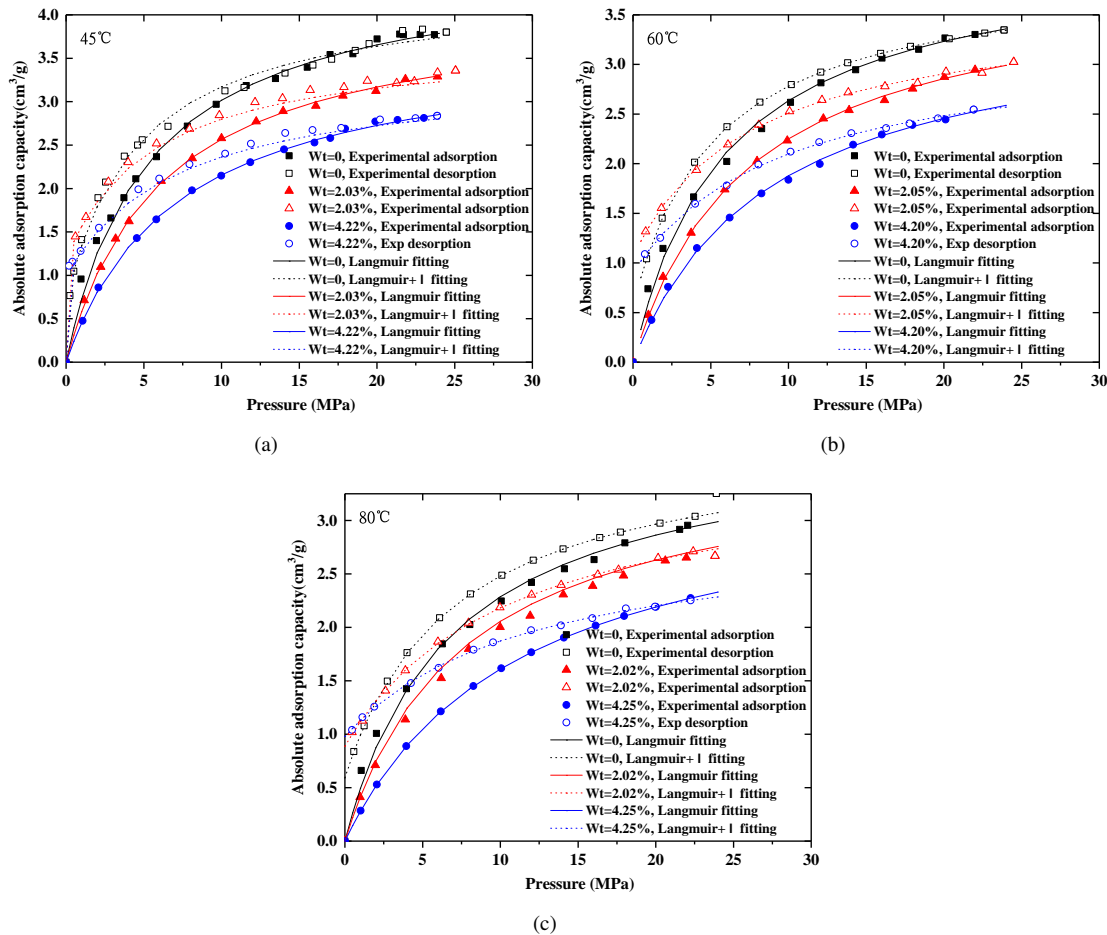 45℃
4.0
3.5
3.0
2.5
2.0
1.5
1.0
0.5
0.0
Absolute adsorption capacity(cm³/g)
Wt=0, Experimental adsorption
Wt=0, Experimental desorption
Wt=2.03%, Experimental adsorption
Wt=2.03%, Experimental adsorption
Wt=4.22%, Experimental adsorption
Wt=4.22%, Exp desorption
Wt=0, Langmuir fitting
Wt=0, Langmuir+Ⅰ fitting
Wt=2.03%, Langmuir fitting
Wt=2.03%, Langmuir+Ⅰ fitting
Wt=4.22%, Langmuir fitting
Wt=4.22%, Langmuir+Ⅰ fitting
0 5 10 15 20 25 30
Pressure (MPa)
(a)
60℃
3.5
3.0
2.5
2.0
1.5
1.0
0.5
0.0
Absolute adsorption capacity(cm³/g)
Wt=0, Experimental adsorption
Wt=0, Experimental desorption
Wt=2.05%, Experimental adsorption
Wt=2.05%, Experimental adsorption
Wt=4.20%, Experimental adsorption
Wt=4.20%, Exp desorption
Wt=0, Langmuir fitting
Wt=0, Langmuir+Ⅰ fitting
Wt=2.05%, Langmuir fitting
Wt=2.05%, Langmuir+Ⅰ fitting
Wt=4.20%, Langmuir fitting
Wt=4.20%, Langmuir+Ⅰ fitting
0 5 10 15 20 25 30
Pressure (MPa)
(b)
80℃
3.0
2.5
2.0
1.5
1.0
0.5
0.0
Absolute adsorption capacity(cm³/g)
Wt=0, Experimental adsorption
Wt=0, Experimental desorption
Wt=2.02%, Experimental adsorption
Wt=2.02%, Experimental adsorption
Wt=4.25%, Experimental adsorption
Wt=4.25%, Exp desorption
Wt=0, Langmuir fitting
Wt=0, Langmuir+Ⅰ fitting
Wt=2.02%, Langmuir fitting
Wt=2.02%, Langmuir+Ⅰ fitting
Wt=4.25%, Langmuir fitting
Wt=4.25%, Langmuir+Ⅰ fitting
0 5 10 15 20 25 30
Pressure (MPa)
(c)